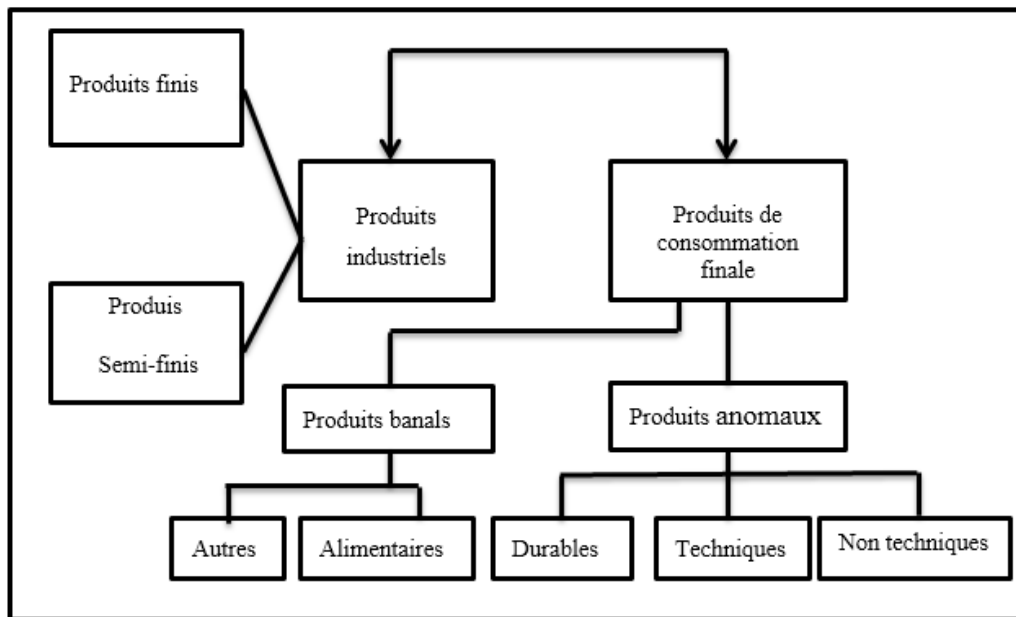 Produits finis
Produits
industriels
Produits de
consommation
finale
Produis
Semi-finis
Produits banals
Produits anomaux
Autres
Alimentaires
Durables
Techniques
Non techniques